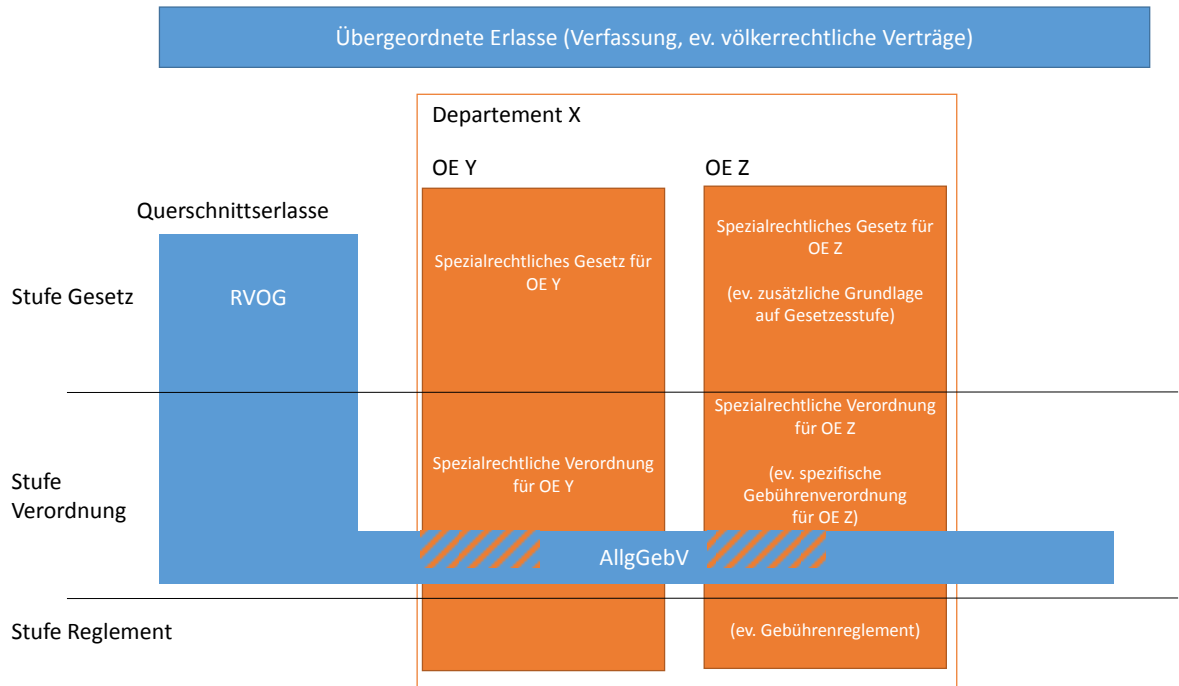 Übergeordnete Erlasse (Verfassung, ev. völkerrechtliche Verträge)
Departement X
OE Y
OE Z
Querschnittserlasse
Stufe Gesetz
RVOG
Spezialrechtliches Gesetz für
OE Y
Spezialrechtliches Gesetz für
OE Z
(ev. zusätzliche Grundlage
auf Gesetzesstufe)
Stufe
Verordnung
Spezialrechtliche Verordnung
für OE Y
Spezialrechtliche Verordnung
für OE Z
(ev. spezifische
Gebührenverordnung
für OE Z)
AllgGebV
Stufe Reglement
(ev. Gebührenreglement)